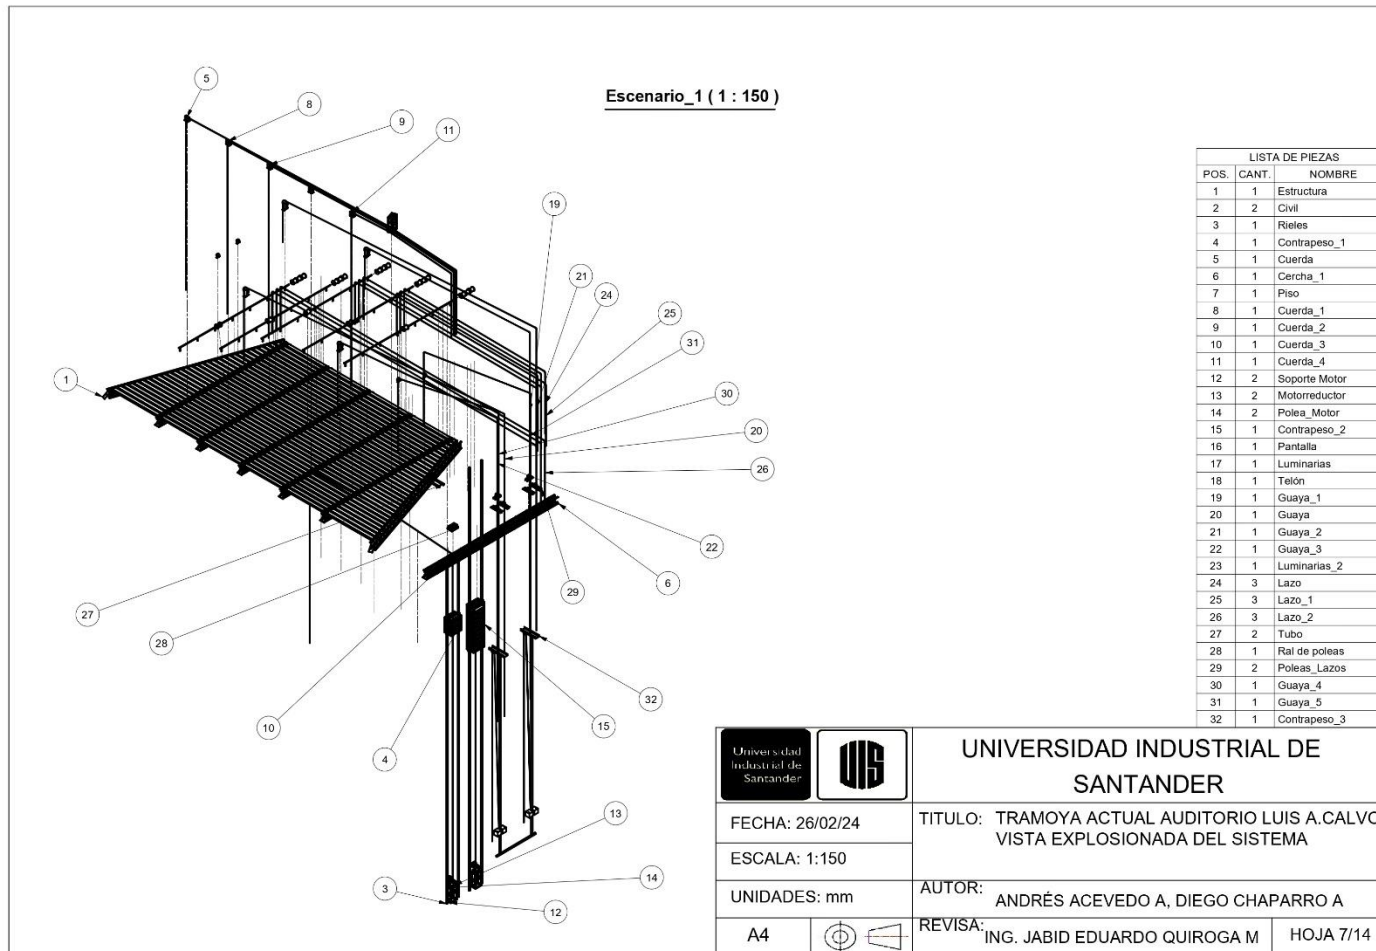 Escenario_1 ( 1 : 150 )
5
8
9
11
19
21
24
25
31
30
20
26
1
22
6
29
27
28
32
10
15
4
13
14
3
12
LISTA DE PIEZAS
POS. CANT. NOMBRE
1 1 Estructura
2 2 Civil
3 1 Rieles
4 1 Contrapeso_1
5 1 Cuerda
6 1 Cercha_1
7 1 Piso
8 1 Cuerda_1
9 1 Cuerda_2
10 1 Cuerda_3
11 1 Cuerda_4
12 2 Soporte Motor
13 2 Motorreductor
14 2 Polea_Motor
15 1 Contrapeso_2
16 1 Pantalla
17 1 Luminarias
18 1 Telón
19 1 Guaya_1
20 1 Guaya
21 1 Guaya_2
22 1 Guaya_3
23 1 Luminarias_2
24 3 Lazo
25 3 Lazo_1
26 3 Lazo_2
27 2 Tubo
28 1 Ral de poleas
29 2 Poleas_Lazos
30 1 Guaya_4
31 1 Guaya_5
32 1 Contrapeso_3
Universidad
Industrial de
Santander
UIS
UNIVERSIDAD INDUSTRIAL DE
SANTANDER
FECHA: 26/02/24
TITULO: TRAMOYA ACTUAL AUDITORIO LUIS A.CALVO
VISTA EXPLOSIONADA DEL SISTEMA
ESCALA: 1:150
UNIDADES: mm
AUTOR: ANDRÉS ACEVEDO A, DIEGO CHAPARRO A
A4
REVISA: ING. JABID EDUARDO QUIROGA M
HOJA 7/14